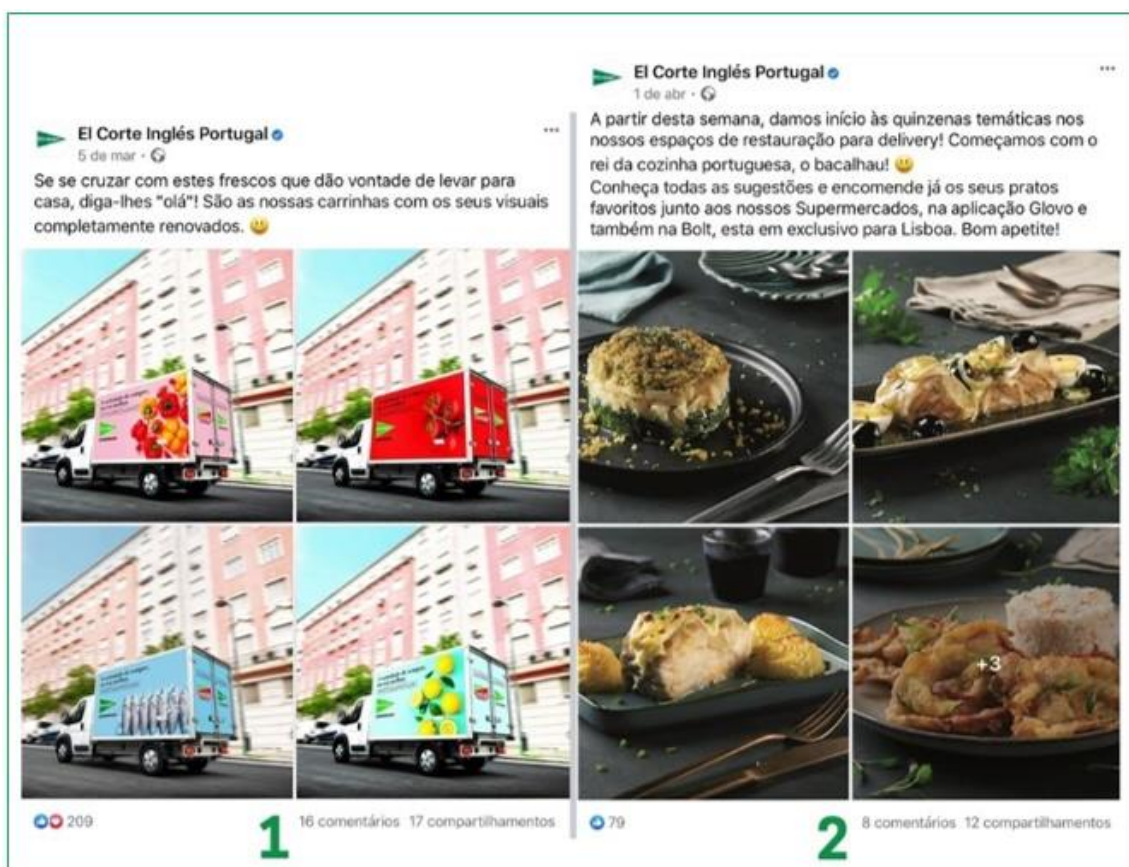 El Corte Inglés Portugal
5 de mar ·
Se se cruzar com estes frescos que dão vontade de levar para
casa, diga-lhes "olá"! São as nossas carrinhas com os seus visuais
completamente renovados. 😃
209
16 comentários 17 compartilhamentos
1
El Corte Inglés Portugal
1 de abr ·
A partir desta semana, damos início às quinzenas temáticas nos
nossos espaços de restauração para delivery! Começamos com o
rei da cozinha portuguesa, o bacalhau! 😃
Conheça todas as sugestões e encomende já os seus pratos
favoritos junto aos nossos Supermercados, na aplicação Glovo e
também na Bolt, esta em exclusivo para Lisboa. Bom apetite!
+3
79
8 comentários 12 compartilhamentos
2